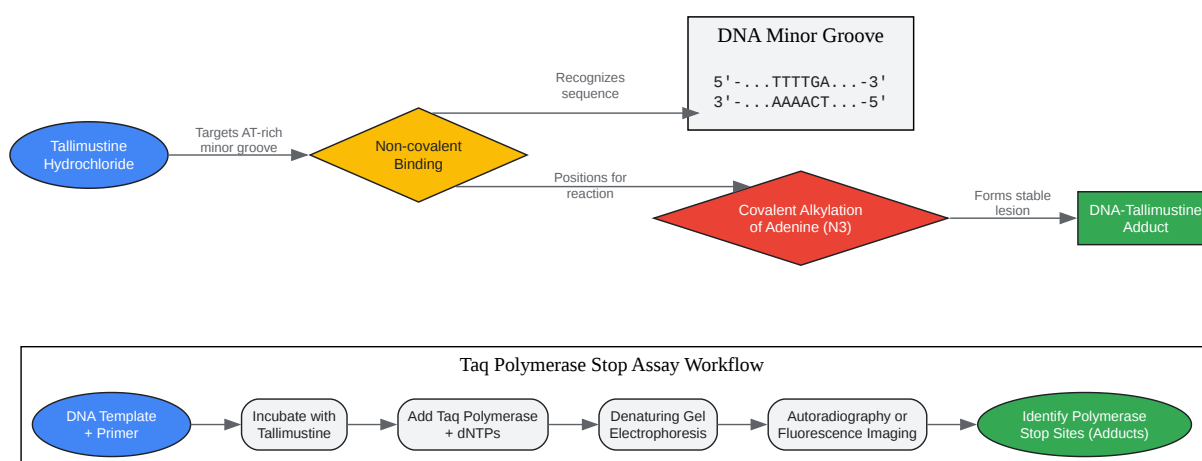 DNA Minor Groove
5'-...TTTTGA...-3'
3'-...AAAACT...-5'
Recognizes
sequence
Tallimustine
Hydrochloride
Targets AT-rich
minor groove
Non-covalent
Binding
Positions for
reaction
Covalent Alkylation
of Adenine (N3)
Forms stable
lesion
DNA-Tallimustine
Adduct
Taq Polymerase Stop Assay Workflow
DNA Template
+ Primer
Incubate with
Tallimustine
Add Taq Polymerase
+ dNTPs
Denaturing Gel
Electrophoresis
Autoradiography or
Fluorescence Imaging
Identify Polymerase
Stop Sites (Adducts)